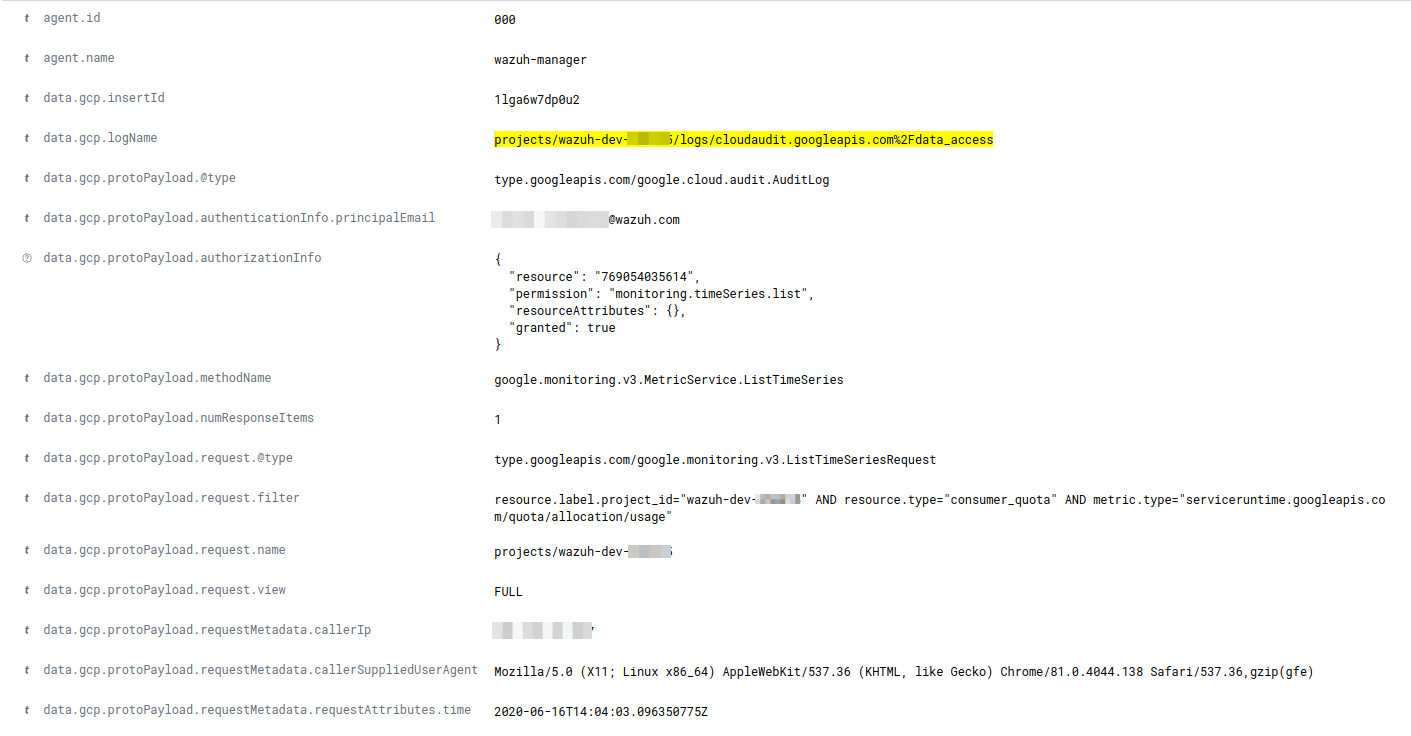 t agent.id 000
t agent.name wazuh-manager
t data.gcp.insertId 1lga6w7dp0u2
t data.gcp.logName projects/wazuh-dev-5/logs/cloudaudit.googleapis.com%2Fdata_access
t data.gcp.protoPayload.@type type.googleapis.com/google.cloud.audit.AuditLog
t data.gcp.protoPayload.authenticationInfo.principalEmail @wazuh.com
? data.gcp.protoPayload.authorizationInfo {
"resource": "769054035614",
"permission": "monitoring.timeSeries.list",
"resourceAttributes": {},
"granted": true
}
t data.gcp.protoPayload.methodName google.monitoring.v3.MetricService.ListTimeSeries
t data.gcp.protoPayload.numResponseItems 1
t data.gcp.protoPayload.request.@type type.googleapis.com/google.monitoring.v3.ListTimeSeriesRequest
t data.gcp.protoPayload.request.filter resource.label.project_id="wazuh-dev-" AND resource.type="consumer_quota" AND metric.type="serviceruntime.googleapis.co
m/quota/allocation/usage"
t data.gcp.protoPayload.request.name projects/wazuh-dev-
t data.gcp.protoPayload.request.view FULL
t data.gcp.protoPayload.requestMetadata.callerIp
t data.gcp.protoPayload.requestMetadata.callerSuppliedUserAgent Mozilla/5.0 (X11; Linux x86_64) AppleWebKit/537.36 (KHTML, like Gecko) Chrome/81.0.4044.138 Safari/537.36,gzip(gfe)
t data.gcp.protoPayload.requestMetadata.requestAttributes.time 2020-06-16T14:04:03.096350775Z